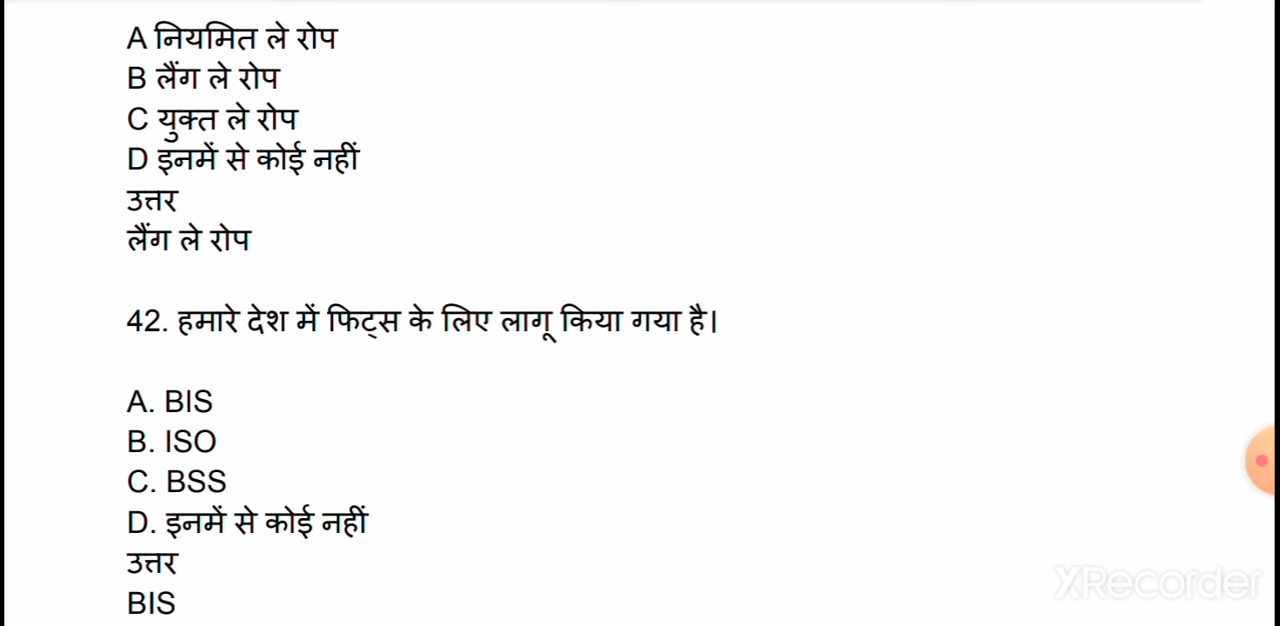 A नियमित ले रोप
B लैंग ले रोप
C युक्त ले रोप
D इनमें से कोई नहीं
उत्तर
लैंग ले रोप
42. हमारे देश में फिट्स के लिए लागू किया गया है।
A. BIS
B. ISO
C. BSS
D. इनमें से कोई नहीं
उत्तर
BIS
XRecorder